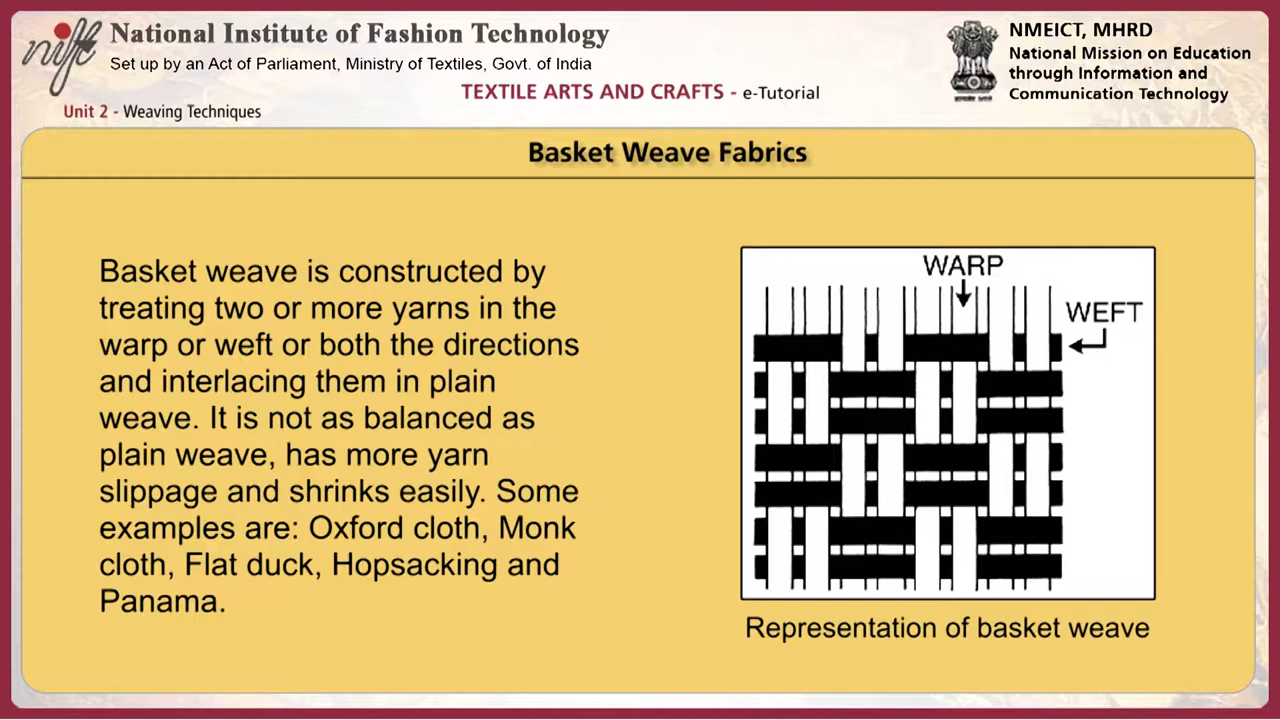 nift
National Institute of Fashion Technology
Set up by an Act of Parliament, Ministry of Textiles, Govt. of India
NMEICT, MHRD
National Mission on Education
through Information and
Communication Technology
TEXTILE ARTS AND CRAFTS - e-Tutorial
Unit 2 - Weaving Techniques
Basket Weave Fabrics
Basket weave is constructed by
treating two or more yarns in the
warp or weft or both the directions
and interlacing them in plain
weave. It is not as balanced as
plain weave, has more yarn
slippage and shrinks easily. Some
examples are: Oxford cloth, Monk
cloth, Flat duck, Hopsacking and
Panama.
WARP
WEFT
Representation of basket weave